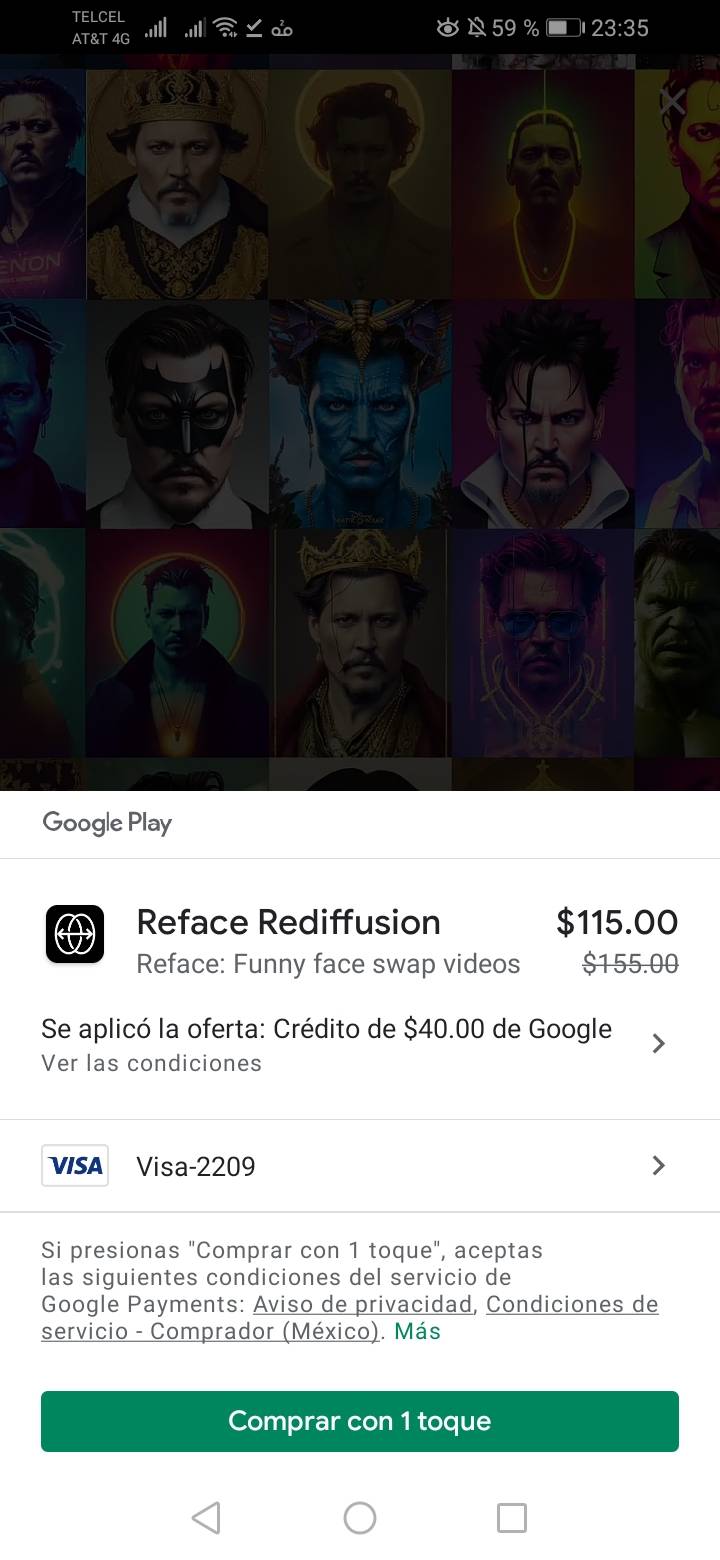 TELCEL
AT&T 4G
59 %
23:35
ENON
Google Play
Reface Rediffusion
$115.00
Reface: Funny face swap videos
$155.00
Se aplicó la oferta: Crédito de $40.00 de Google
Ver las condiciones
VISA
Visa-2209
Si presionas "Comprar con 1 toque", aceptas
las siguientes condiciones del servicio de
Google Payments: Aviso de privacidad, Condiciones de
servicio - Comprador (México). Más
Comprar con 1 toque